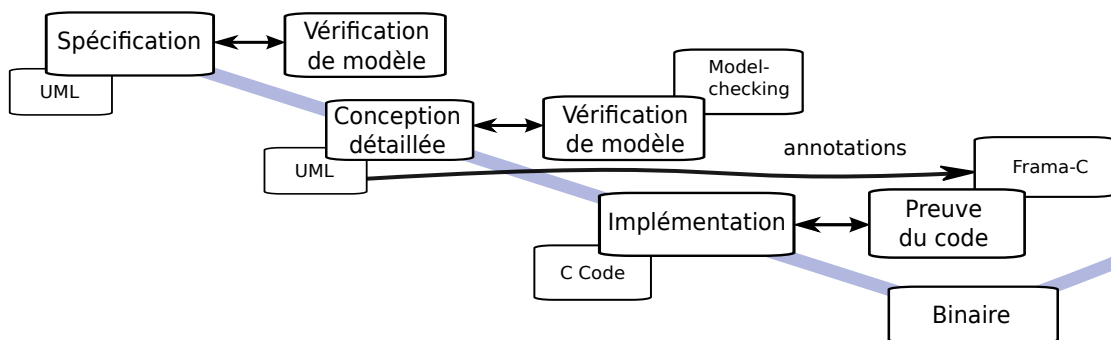 Spécification
Vérification
de modèle
UML
Model-
checking
Conception
détaillée
Vérification
de modèle
UML
annotations
Frama-C
Implémentation
Preuve
du code
C Code
Binaire